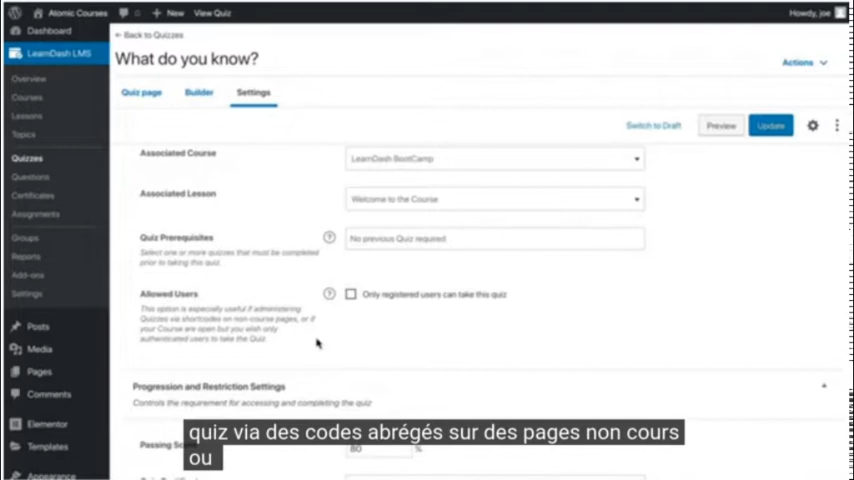 Atomic Courses
0
New
View Quiz
Howdy, joe
Dashboard
LearnDash LMS
Overview
Courses
Lessons
Topics
Quizzes
Questions
Certificates
Assignments
Groups
Reports
Add-ons
Settings
Posts
Media
Pages
Comments
Elementor
Templates
Appearance
← Back to Quizzes
What do you know?
Actions
Quiz page
Builder
Settings
Switch to Draft
Preview
Update
Associated Course
LearnDash BootCamp
Associated Lesson
Welcome to the Course
Quiz Prerequisites
?
No previous Quiz required
Select one or more quizzes that must be completed
prior to taking this quiz.
Allowed Users
?
Only registered users can take this quiz
This option is especially useful if administering
Quizzes via shortcodes on non-course pages, or if
your Course are open but you wish only
authenticated users to take the Quiz.
Progression and Restriction Settings
Controls the requirement for accessing and completing the quiz
Passing
80
%
quiz via des codes abrégés sur des pages non cours
ou